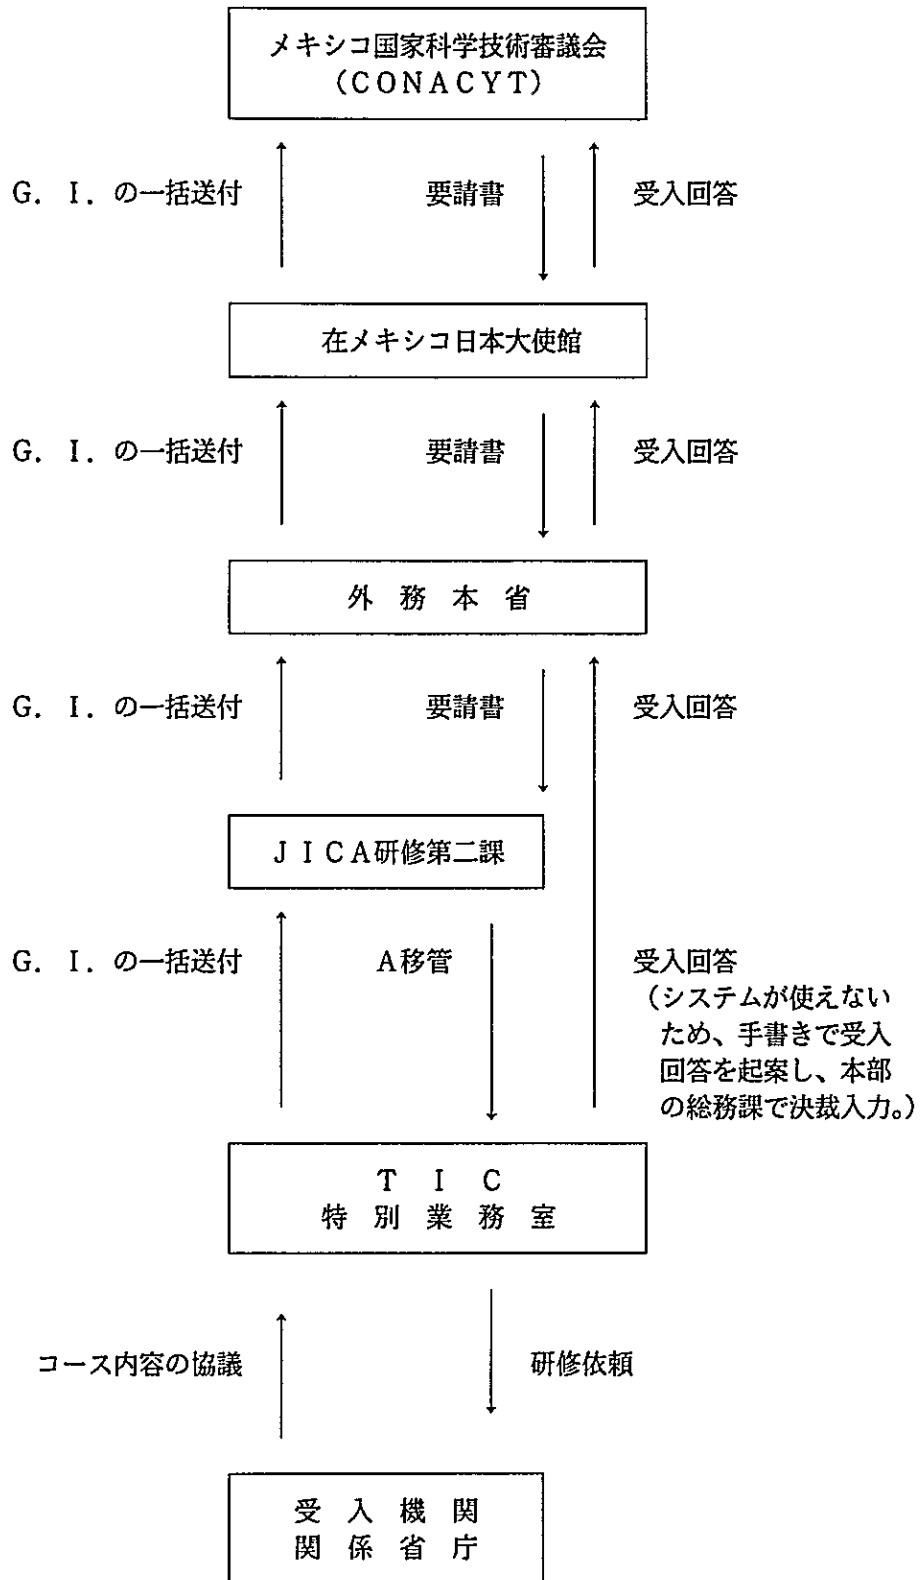 メキシコ国家科学技術審議会
（ＣＯＮＡＣＹＴ）
Ｇ．Ｉ．の一括送付
要請書
受入回答
在メキシコ日本大使館
Ｇ．Ｉ．の一括送付
要請書
受入回答
外務本省
Ｇ．Ｉ．の一括送付
要請書
受入回答
ＪＩＣＡ研修第二課
Ｇ．Ｉ．の一括送付
Ａ移管
受入回答
（システムが使えない
ため、手書きで受入
回答を起案し、本部
の総務課で決裁入力。）
ＴＩＣ
特別業務室
コース内容の協議
研修依頼
受入機関
関係省庁